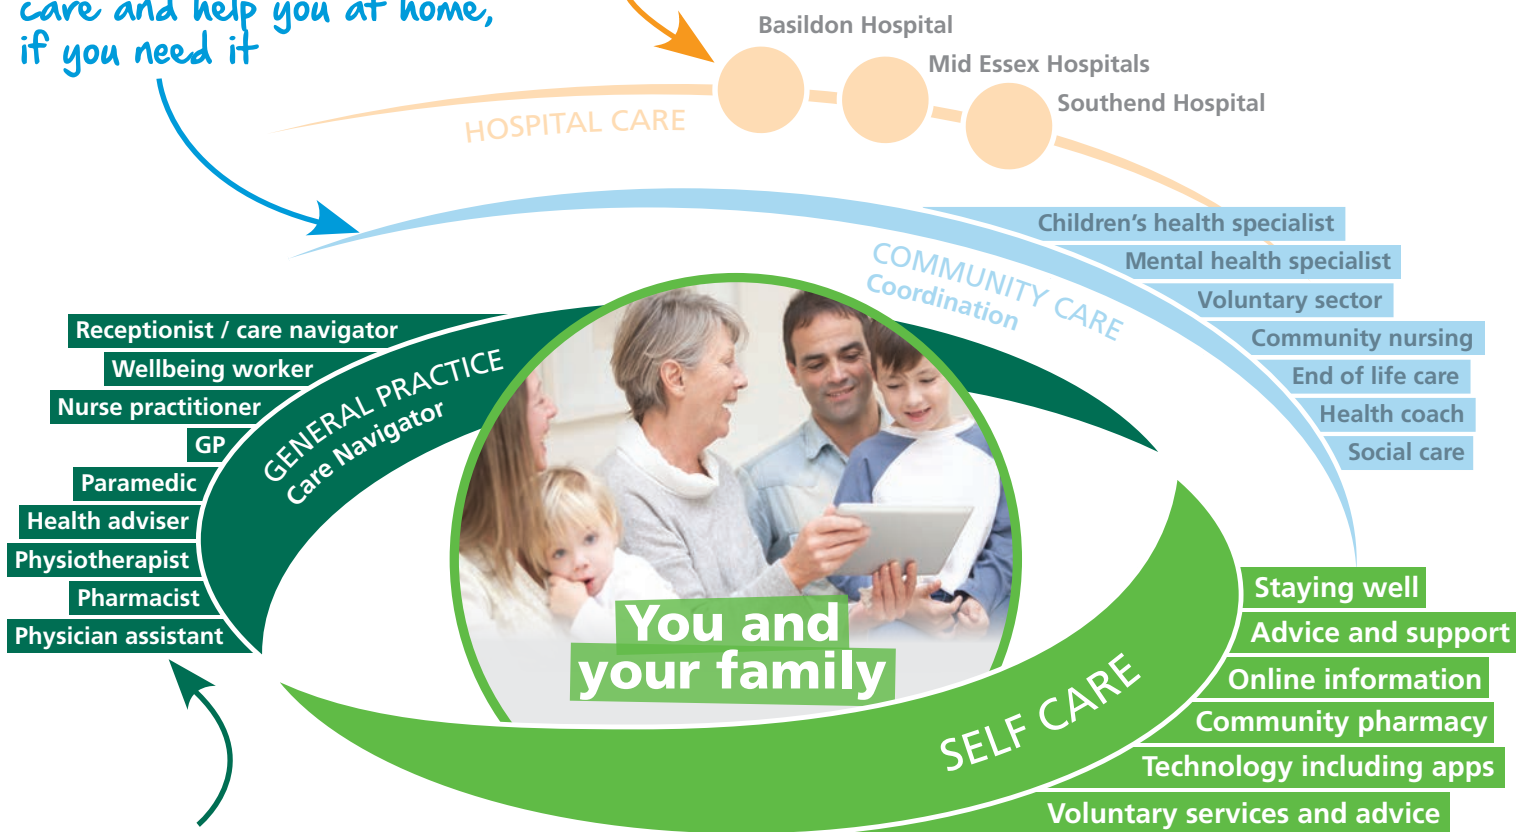 care and help you at home,
if you need it
Basildon Hospital
Mid Essex Hospitals
Southend Hospital
HOSPITAL CARE
Children's health specialist
Mental health specialist
Voluntary sector
Community nursing
End of life care
Health coach
Social care
COMMUNITY CARE
Coordination
Receptionist / care navigator
Wellbeing worker
Nurse practitioner
GP
Paramedic
Health adviser
Physiotherapist
Pharmacist
Physician assistant
GENERAL PRACTICE
Care Navigator
You and
your family
SELF CARE
Staying well
Advice and support
Online information
Community pharmacy
Technology including apps
Voluntary services and advice